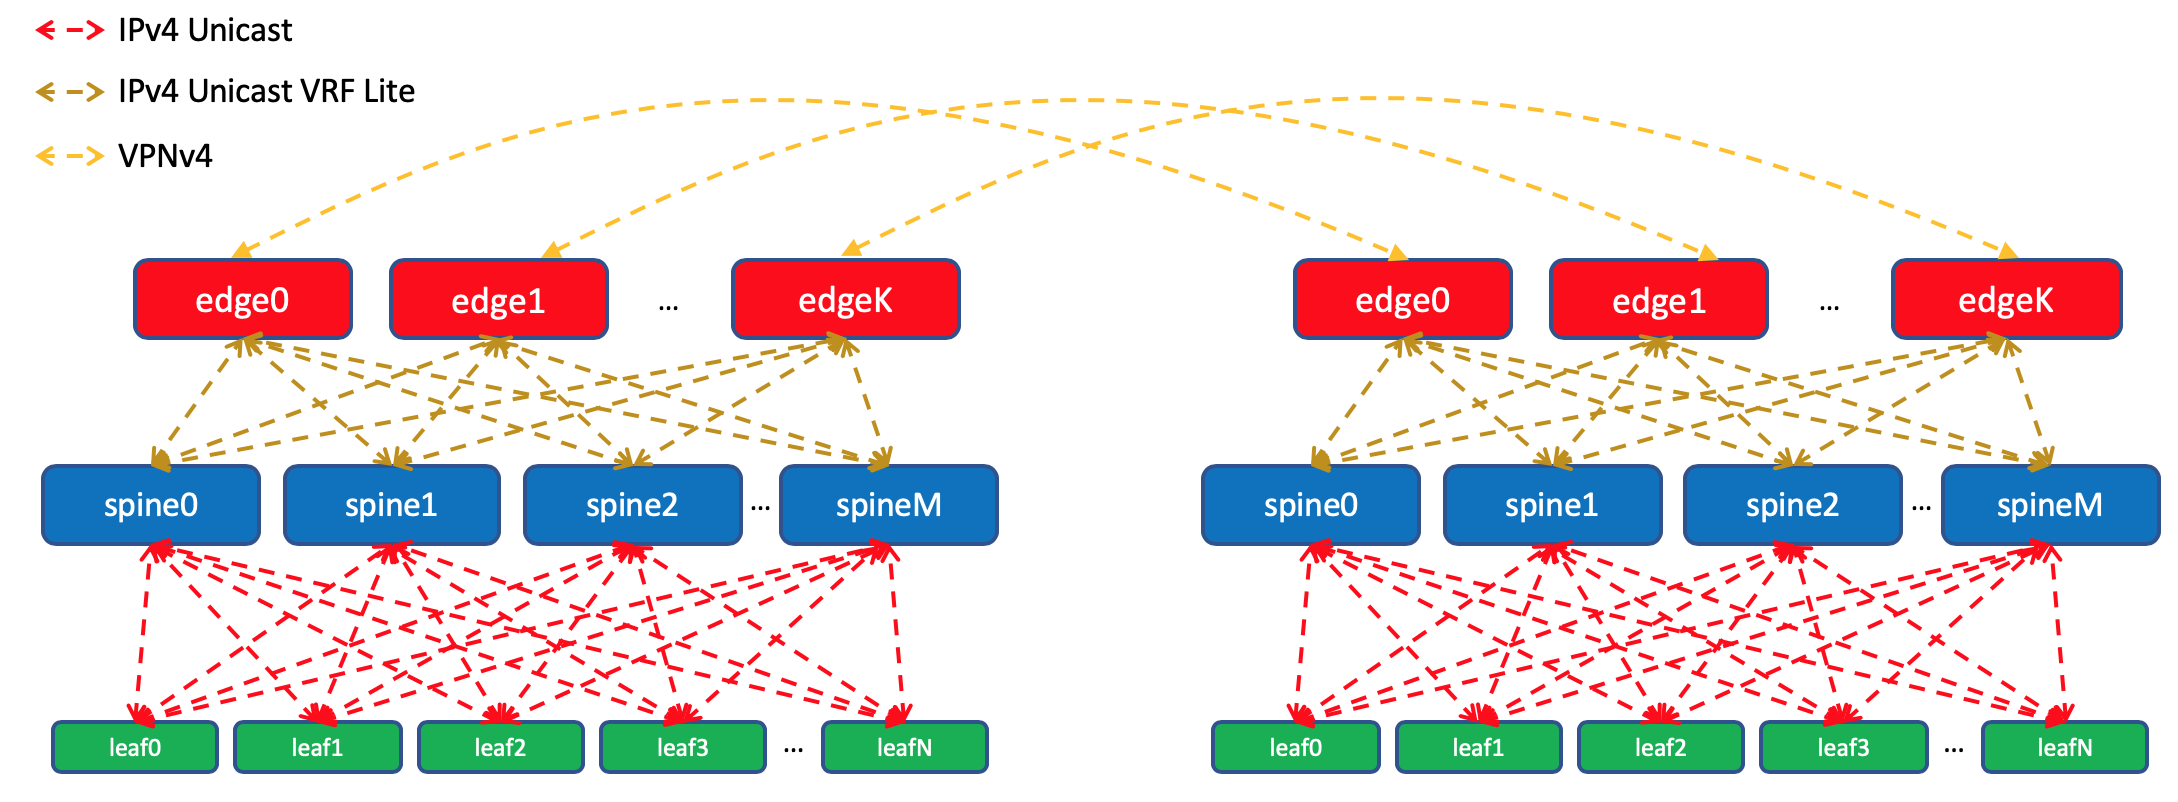 IPv4 Unicast
IPv4 Unicast VRF Lite
VPNv4
edge0 edge1 ... edgeK edge0 edge1 ... edgeK
spine0 spine1 spine2 ... spineM spine0 spine1 spine2 ... spineM
leaf0 leaf1 leaf2 leaf3 ... leafN leaf0 leaf1 leaf2 leaf3 ... leafN